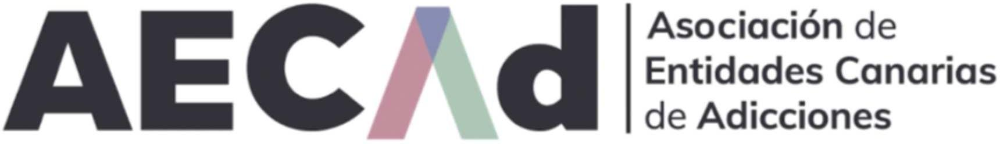 AECAd
Asociación de
Entidades Canarias
de Adicciones